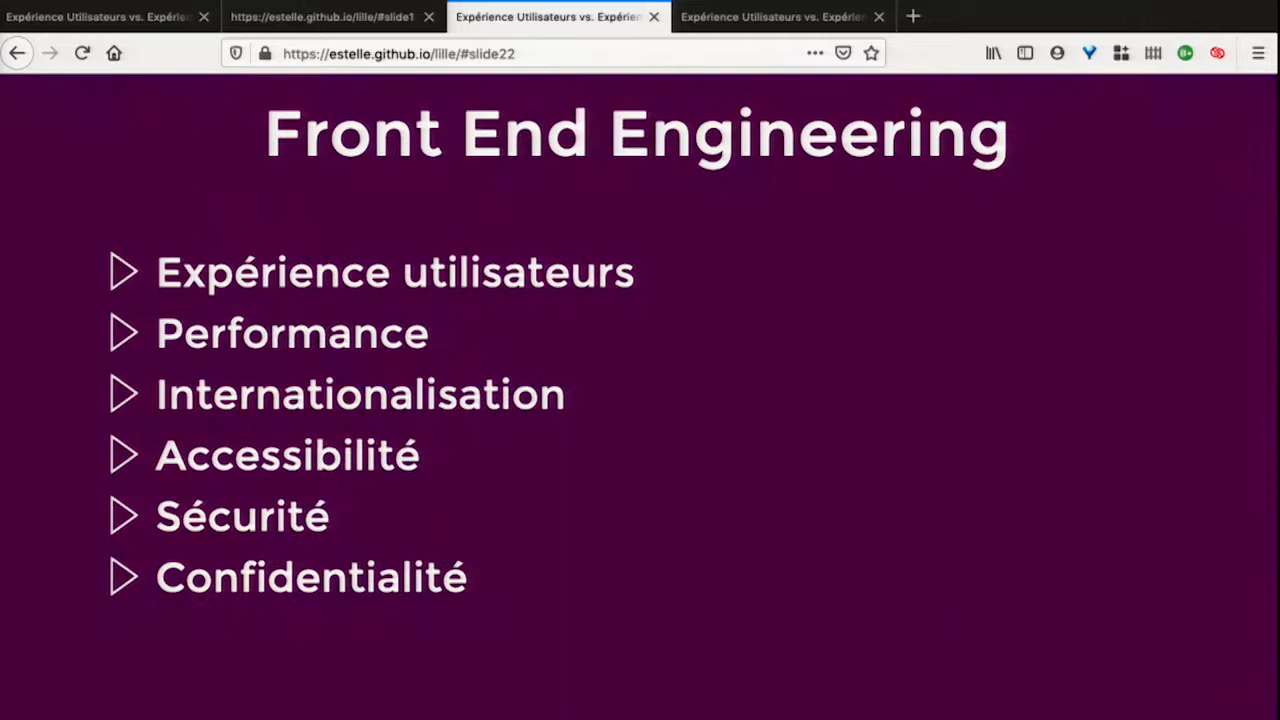 Expérience Utilisateurs vs. Expérien
https://estelle.github.io/lille/#slide1
Expérience Utilisateurs vs. Expérien
Expérience Utilisateurs vs. Expérien
https://estelle.github.io/lille/#slide22
Front End Engineering
Expérience utilisateurs
Performance
Internationalisation
Accessibilité
Sécurité
Confidentialité